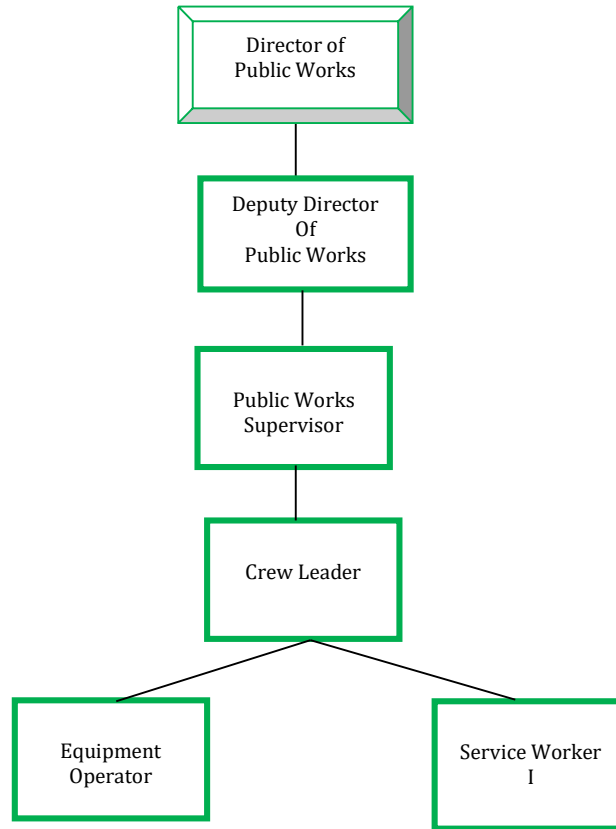 Director of
Public Works
Deputy Director
Of
Public Works
Public Works
Supervisor
Crew Leader
Equipment
Operator
Service Worker
I